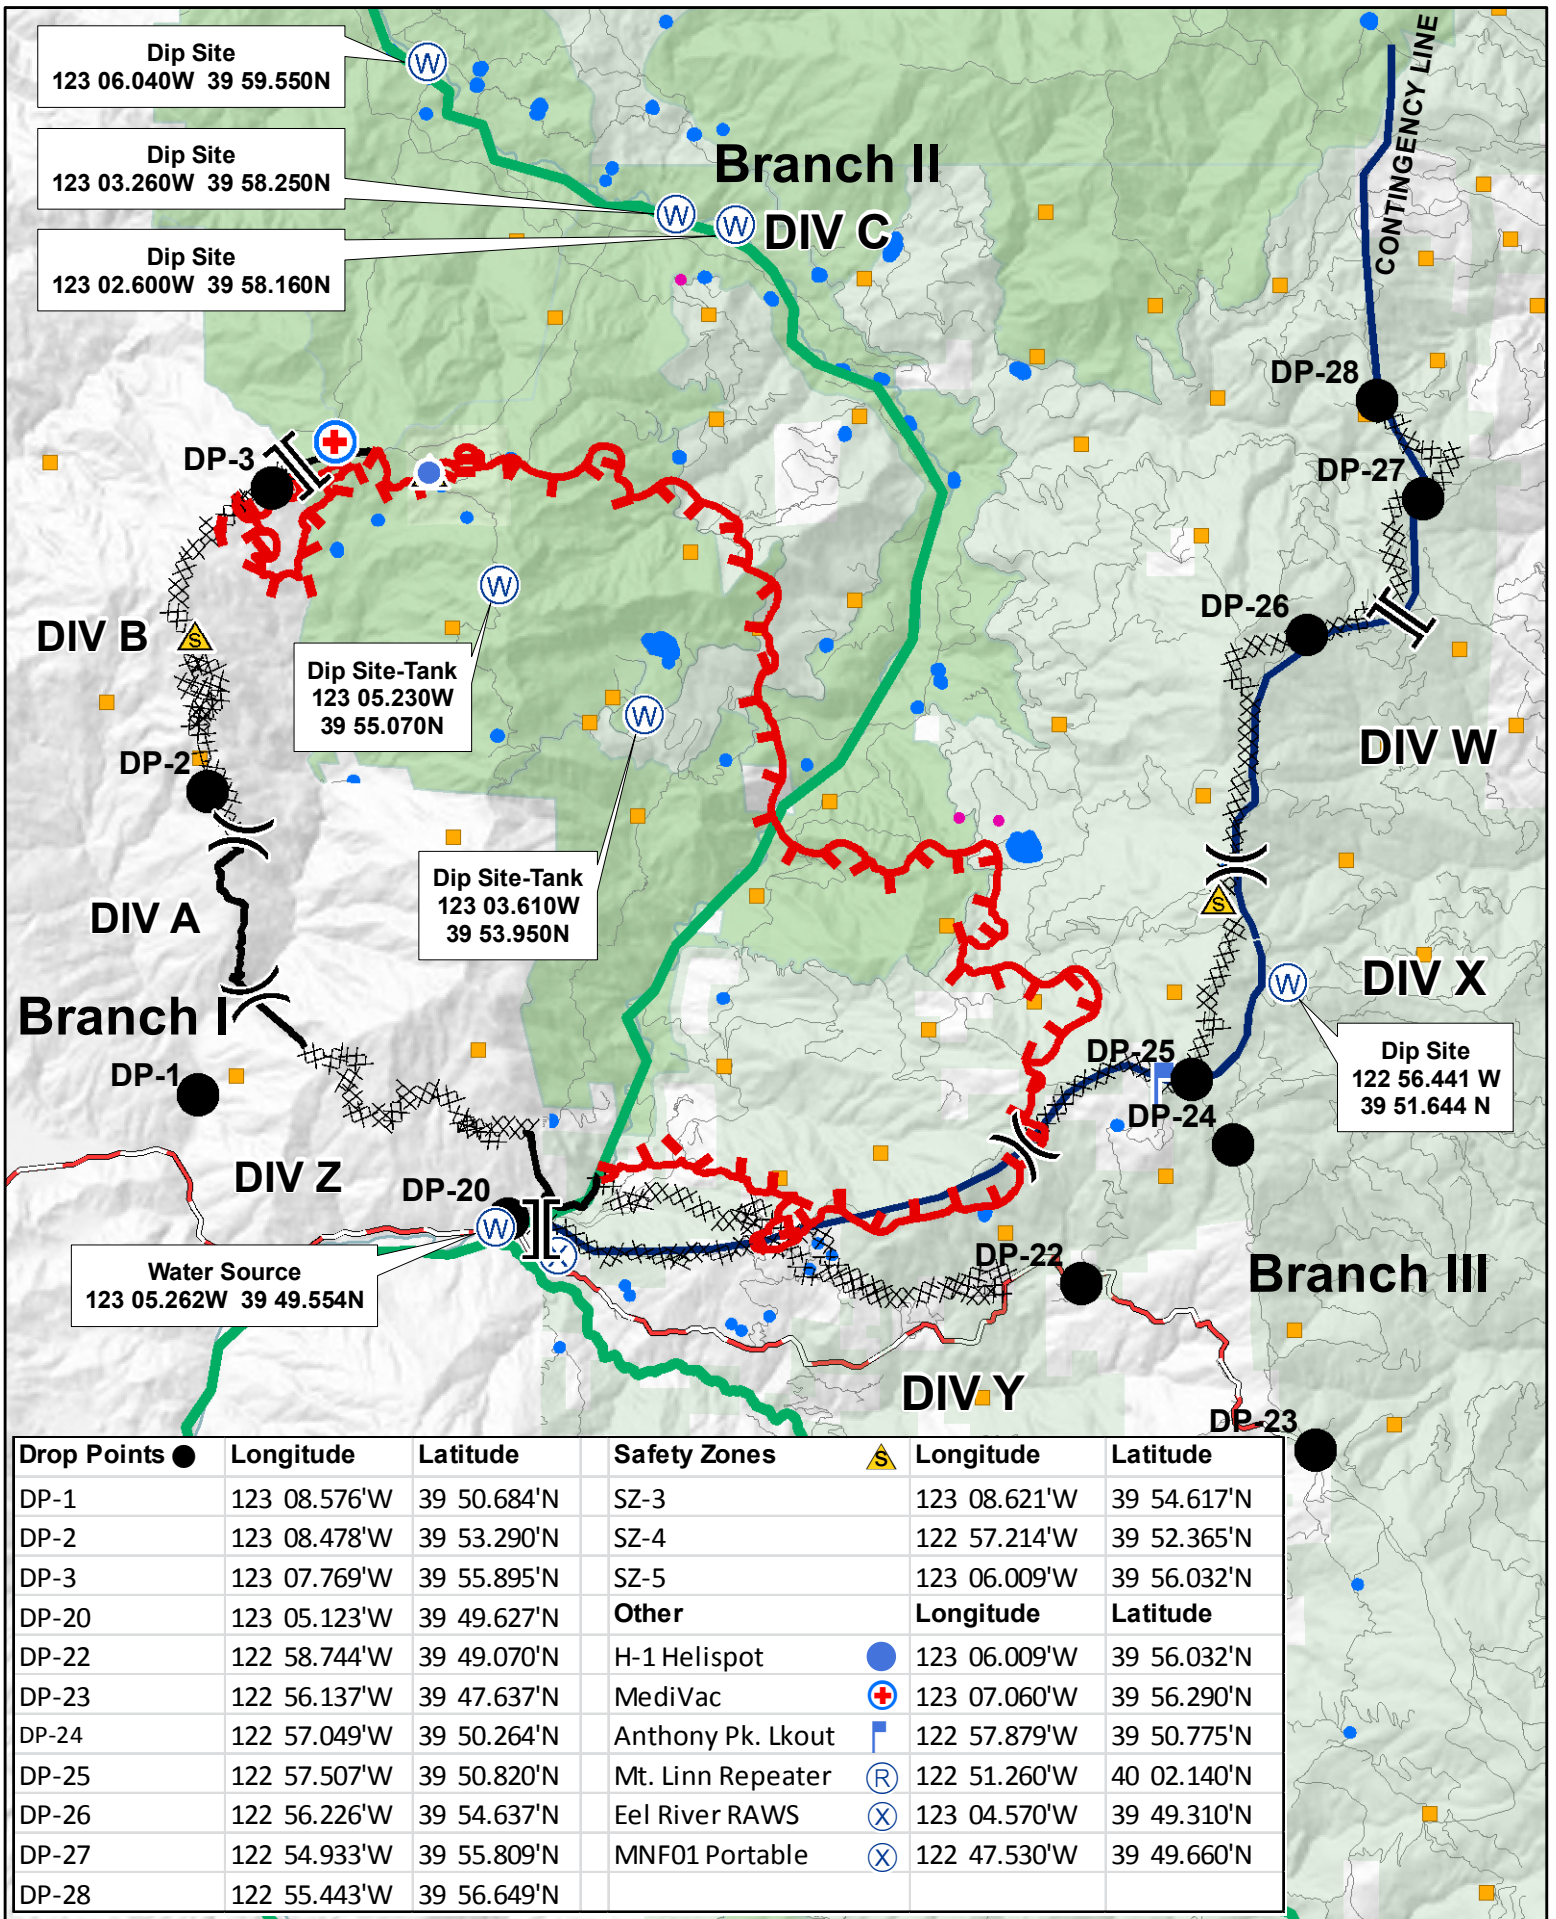 Dip Site
123 06.040W  39 59.550N
Dip Site
123 03.260W  39 58.250N
Dip Site
123 02.600W  39 58.160N
W
W
W
Branch II
DIV C
CONTINGENCY LINE
DP-28
DP-27
DP-3
DP-26
DIV B
S
W
Dip Site-Tank
123 05.230W
39 55.070N
W
DIV W
DP-2
Dip Site-Tank
123 03.610W
39 53.950N
DIV A
S
W
DIV X
Branch I
DP-1
DP-25
Dip Site
122 56.441 W
39 51.644 N
DP-24
DIV Z
DP-20
W
X
DP-22
Water Source
123 05.262W  39 49.554N
Branch III
DIV Y
DP-23
Drop Points Longitude Latitude Safety Zones S Longitude Latitude
DP-1 123 08.576'W 39 50.684'N SZ-3 123 08.621'W 39 54.617'N
DP-2 123 08.478'W 39 53.290'N SZ-4 122 57.214'W 39 52.365'N
DP-3 123 07.769'W 39 55.895'N SZ-5 123 06.009'W 39 56.032'N
DP-20 123 05.123'W 39 49.627'N Other Longitude Latitude
DP-22 122 58.744'W 39 49.070'N H-1 Helispot 123 06.009'W 39 56.032'N
DP-23 122 56.137'W 39 47.637'N MediVac 123 07.060'W 39 56.290'N
DP-24 122 57.049'W 39 50.264'N Anthony Pk. Lkout 122 57.879'W 39 50.775'N
DP-25 122 57.507'W 39 50.820'N Mt. Linn Repeater R 122 51.260'W 40 02.140'N
DP-26 122 56.226'W 39 54.637'N Eel River RAWS X 123 04.570'W 39 49.310'N
DP-27 122 54.933'W 39 55.809'N MNF01 Portable X 122 47.530'W 39 49.660'N
DP-28 122 55.443'W 39 56.649'N